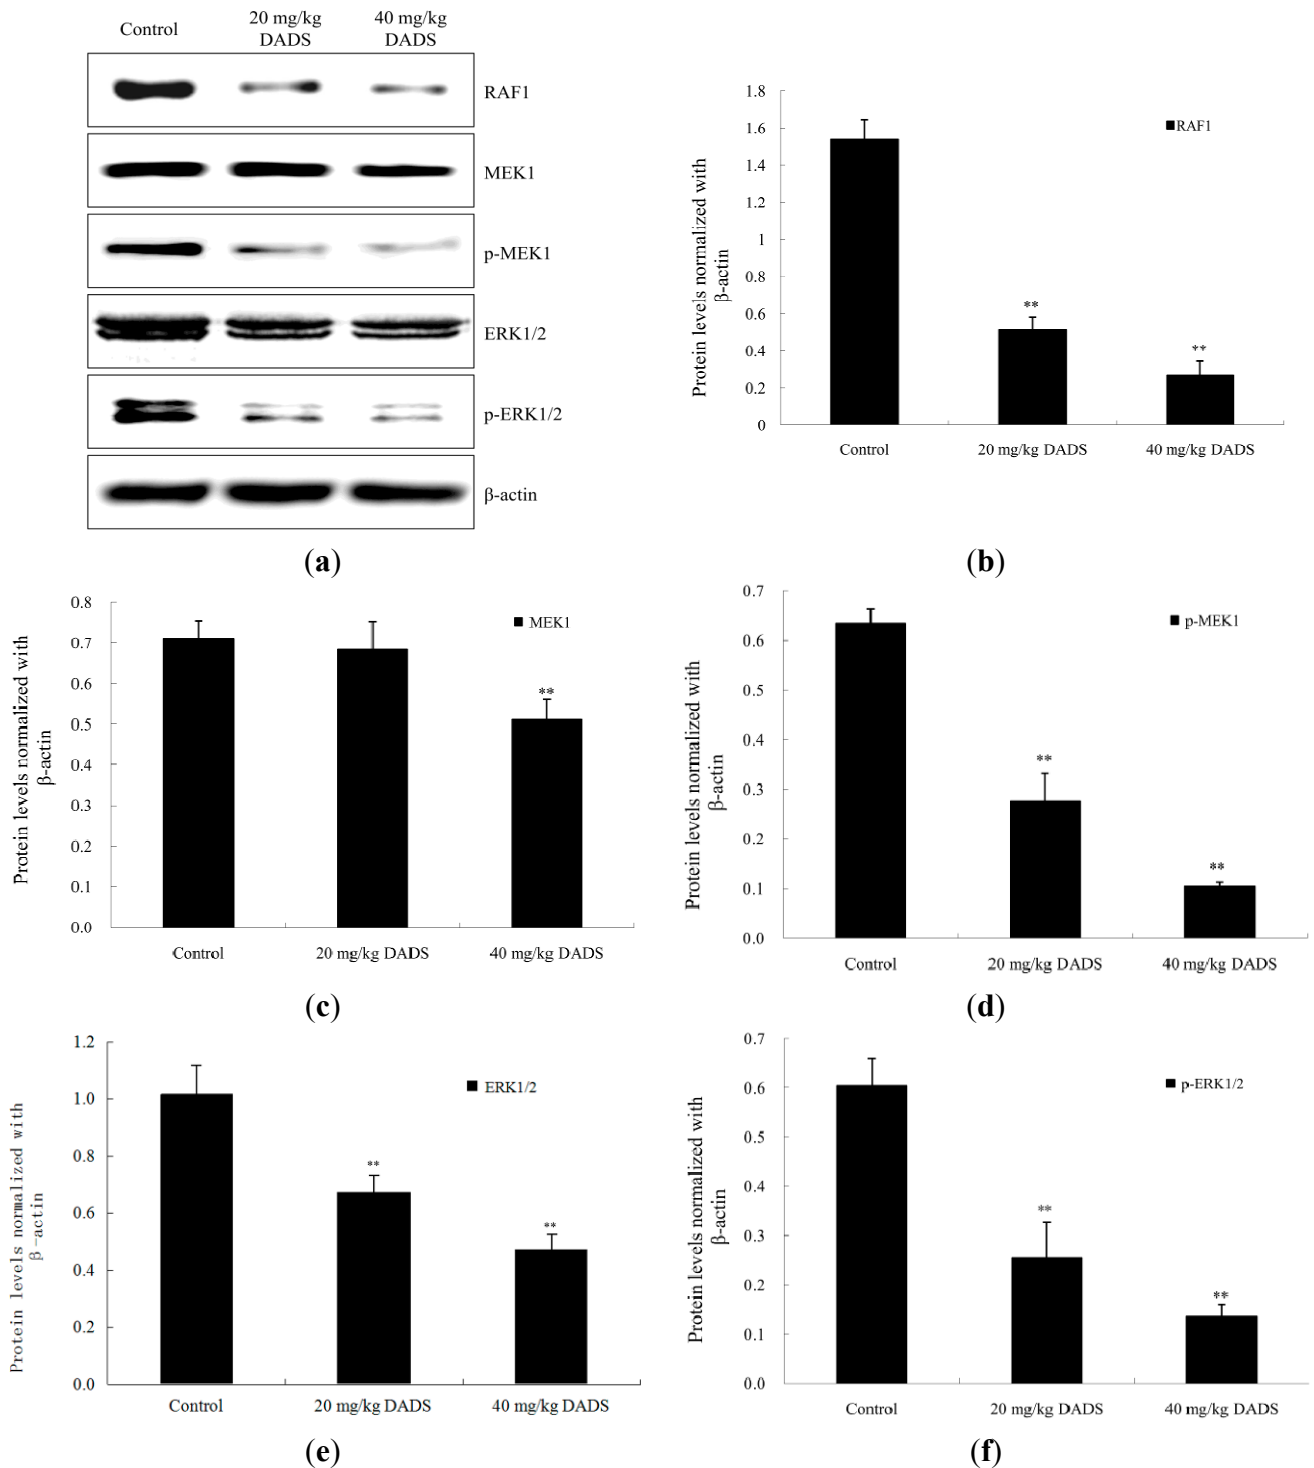 Control
20 mg/kg
DADS
40 mg/kg
DADS
RAF1
MEK1
p-MEK1
ERK1/2
p-ERK1/2
β-actin
(a)
Protein levels normalized with
β-actin
1.8
1.6
1.4
1.2
1
0.8
0.6
0.4
0.2
0
RAF1
**
**
Control
20 mg/kg DADS
40 mg/kg DADS
(b)
Protein levels normalized with
β-actin
0.8
0.7
0.6
0.5
0.4
0.3
0.2
0.1
0.0
MEK1
**
Control
20 mg/kg DADS
40 mg/kg DADS
(c)
Protein levels normalized with
β-actin
0.7
0.6
0.5
0.4
0.3
0.2
0.1
0.0
p-MEK1
**
**
Control
20 mg/kg DADS
40 mg/kg DADS
(d)
Protein levels normalized with
β-actin
1.2
1.0
0.8
0.6
0.4
0.2
0.0
ERK1/2
**
**
Control
20 mg/kg DADS
40 mg/kg DADS
(e)
Protein levels normalized with
β-actin
0.7
0.6
0.5
0.4
0.3
0.2
0.1
0.0
p-ERK1/2
**
**
Control
20 mg/kg DADS
40 mg/kg DADS
(f)